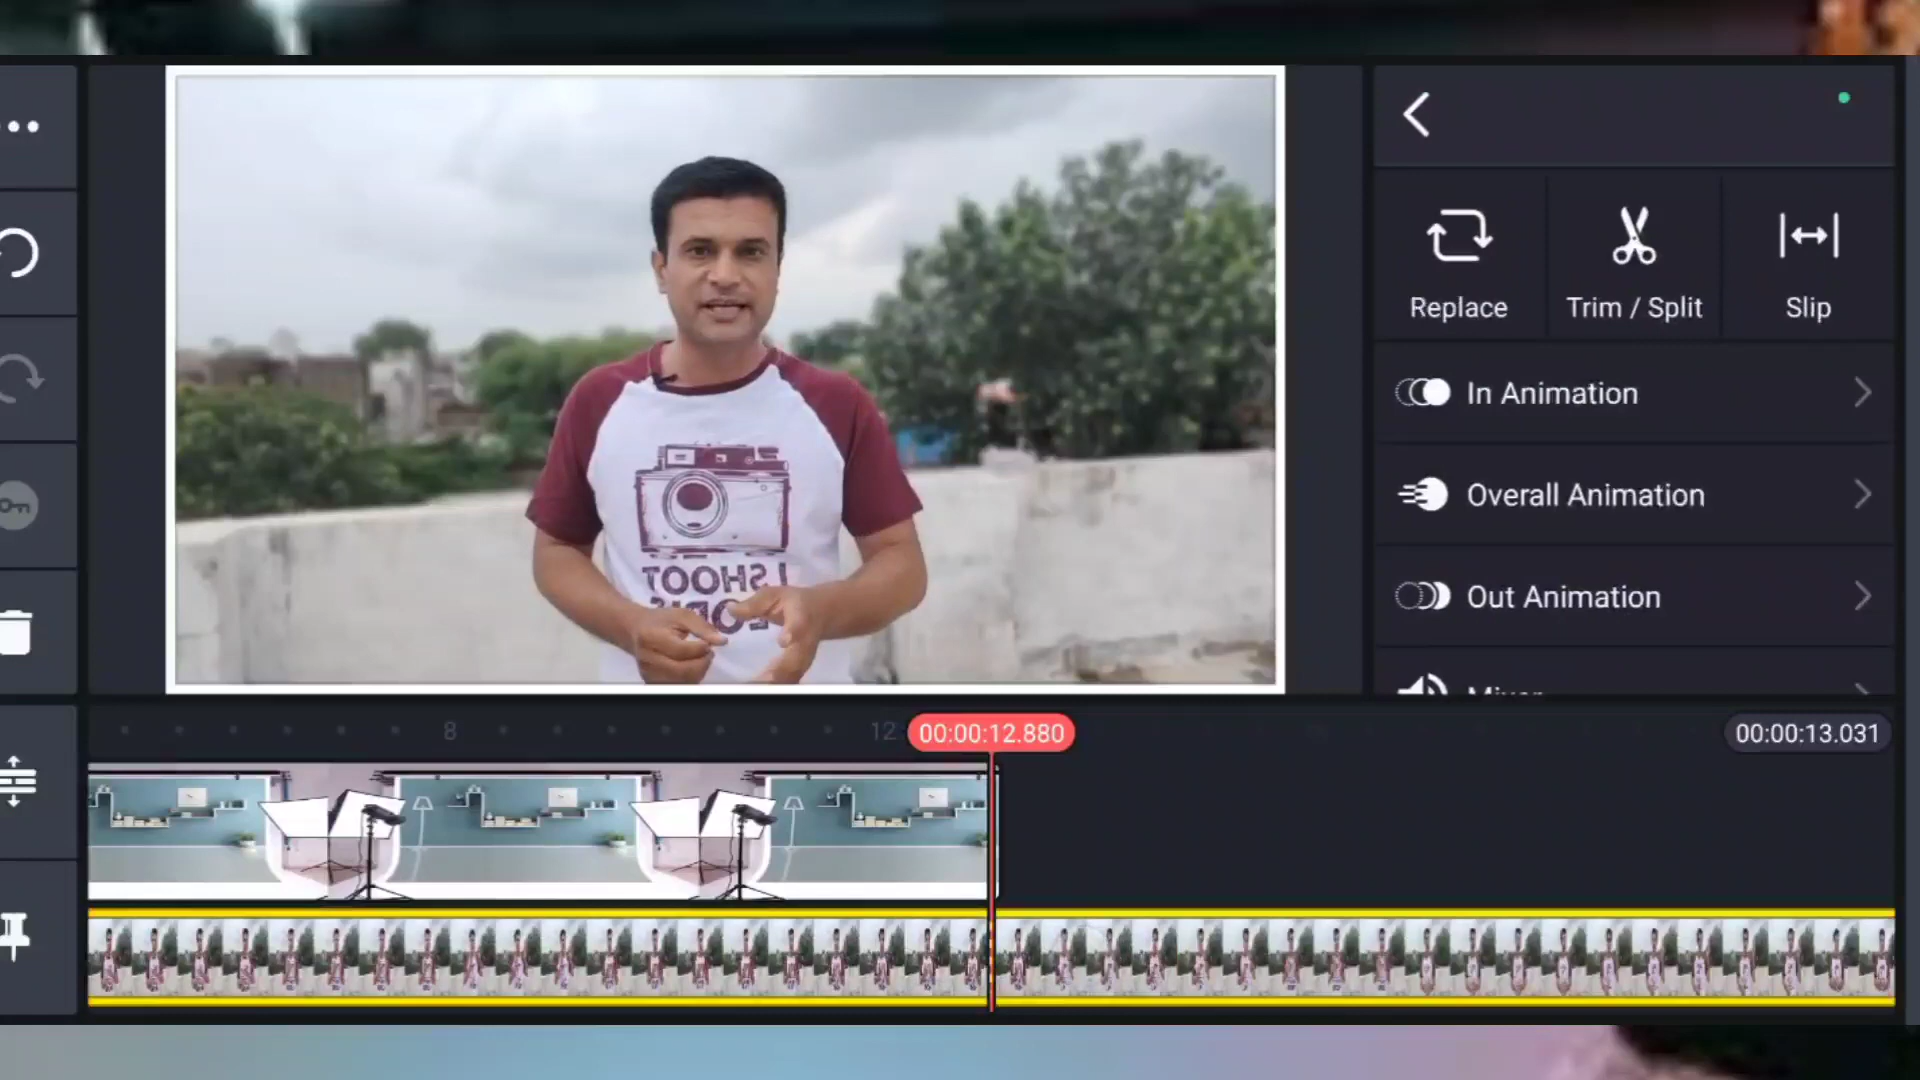 Replace
Trim / Split
Slip
In Animation
Overall Animation
Out Animation
Mixer
I SHOOT
8
12
00:00:12.880
00:00:13.031